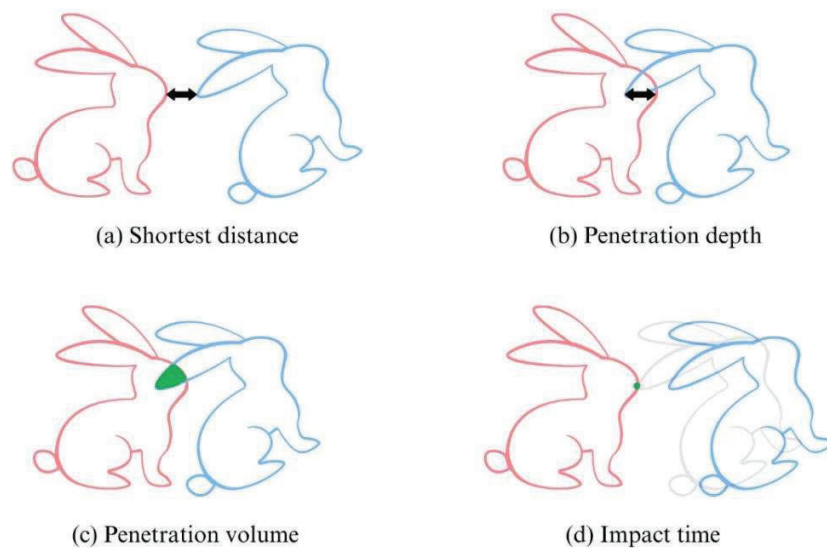 (a) Shortest distance
(b) Penetration depth
(c) Penetration volume
(d) Impact time